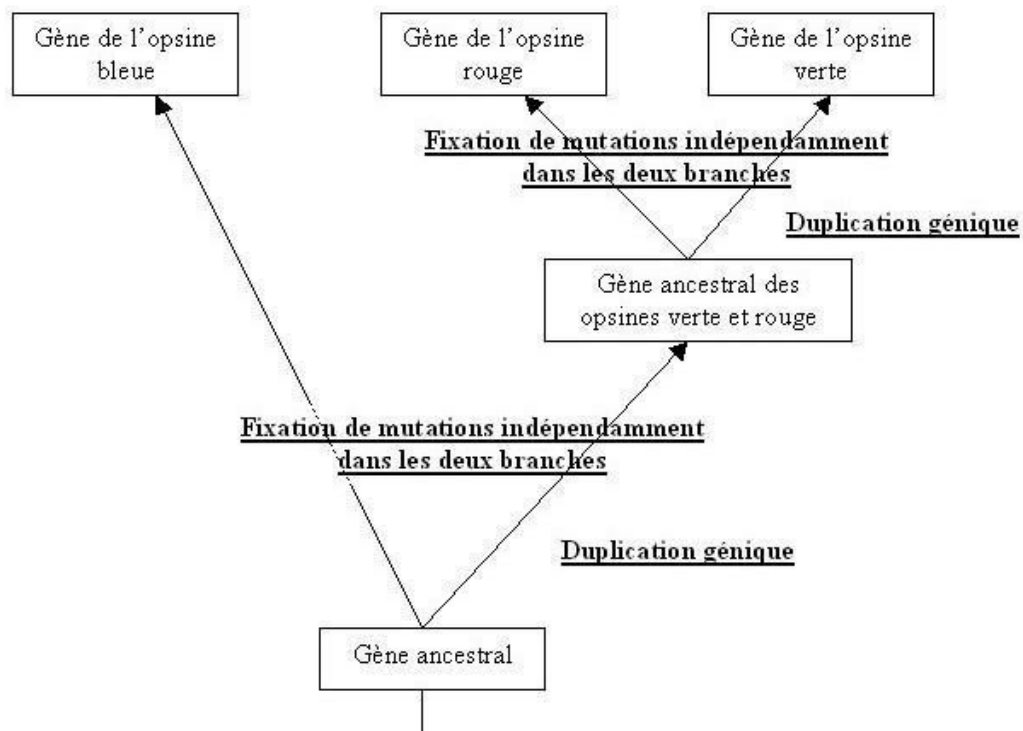 Gène de l'opsine
bleue
Gène de l'opsine
rouge
Gène de l'opsine
verte
Fixation de mutations indépendamment
dans les deux branches
Duplication génique
Gène ancestral des
opsines verte et rouge
Fixation de mutations indépendamment
dans les deux branches
Duplication génique
Gène ancestral